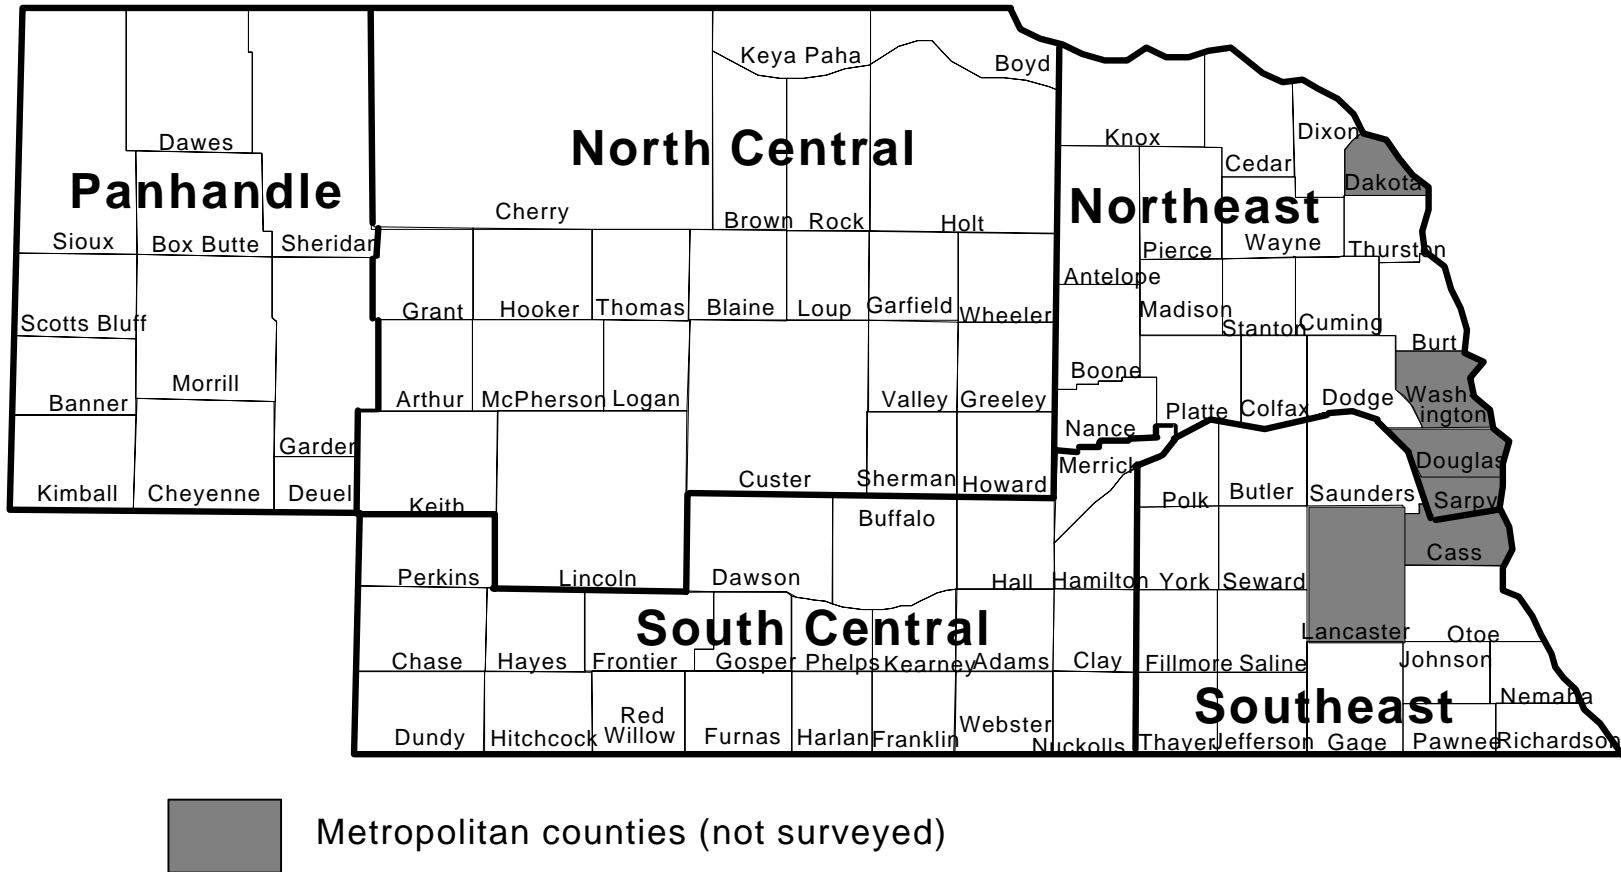 Keya Paha
Boyd
Dawes
North Central
Knox
Dixon
Cedar
Panhandle
Dakota
Cherry
Brown
Rock
Holt
Northeast
Sioux
Box Butte
Sheridan
Pierce
Wayne
Thurston
Antelope
Scotts Bluff
Grant
Hooker
Thomas
Blaine
Loup
Garfield
Wheeler
Madison
Stanton
Cuming
Burt
Banner
Morrill
Arthur
McPherson
Logan
Valley
Greeley
Boone
Platte
Colfax
Dodge
Wash-
ington
Nance
Garden
Merrick
Douglas
Kimball
Cheyenne
Deuel
Keith
Custer
Sherman
Howard
Polk
Butler
Saunders
Sarpy
Buffalo
Cass
Perkins
Lincoln
Dawson
Hall
Hamilton
York
Seward
South Central
Lancaster
Otoe
Chase
Hayes
Frontier
Gosper
Phelps
Kearney
Adams
Clay
Fillmore
Saline
Johnson
Southeast
Nemaha
Dundy
Hitchcock
Red
Willow
Furnas
Harlan
Franklin
Webster
Nuckolls
Thayer
Jefferson
Gage
Pawnee
Richardson
Metropolitan counties (not surveyed)